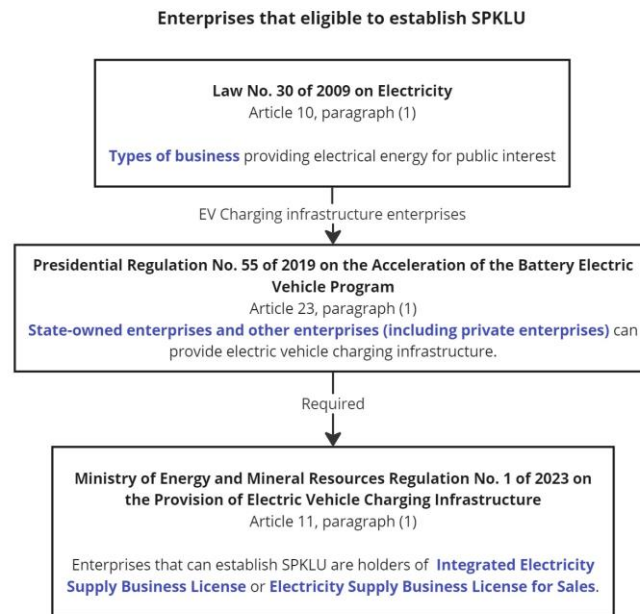 Enterprises that eligible to establish SPKLU
Law No. 30 of 2009 on Electricity
Article 10, paragraph (1)
Types of business providing electrical energy for public interest
EV Charging infrastructure enterprises
Presidential Regulation No. 55 of 2019 on the Acceleration of the Battery Electric
Vehicle Program
Article 23, paragraph (1)
State-owned enterprises and other enterprises (including private enterprises) can
provide electric vehicle charging infrastructure.
Required
Ministry of Energy and Mineral Resources Regulation No. 1 of 2023 on
the Provision of Electric Vehicle Charging Infrastructure
Article 11, paragraph (1)
Enterprises that can establish SPKLU are holders of Integrated Electricity
Supply Business License or Electricity Supply Business License for Sales.